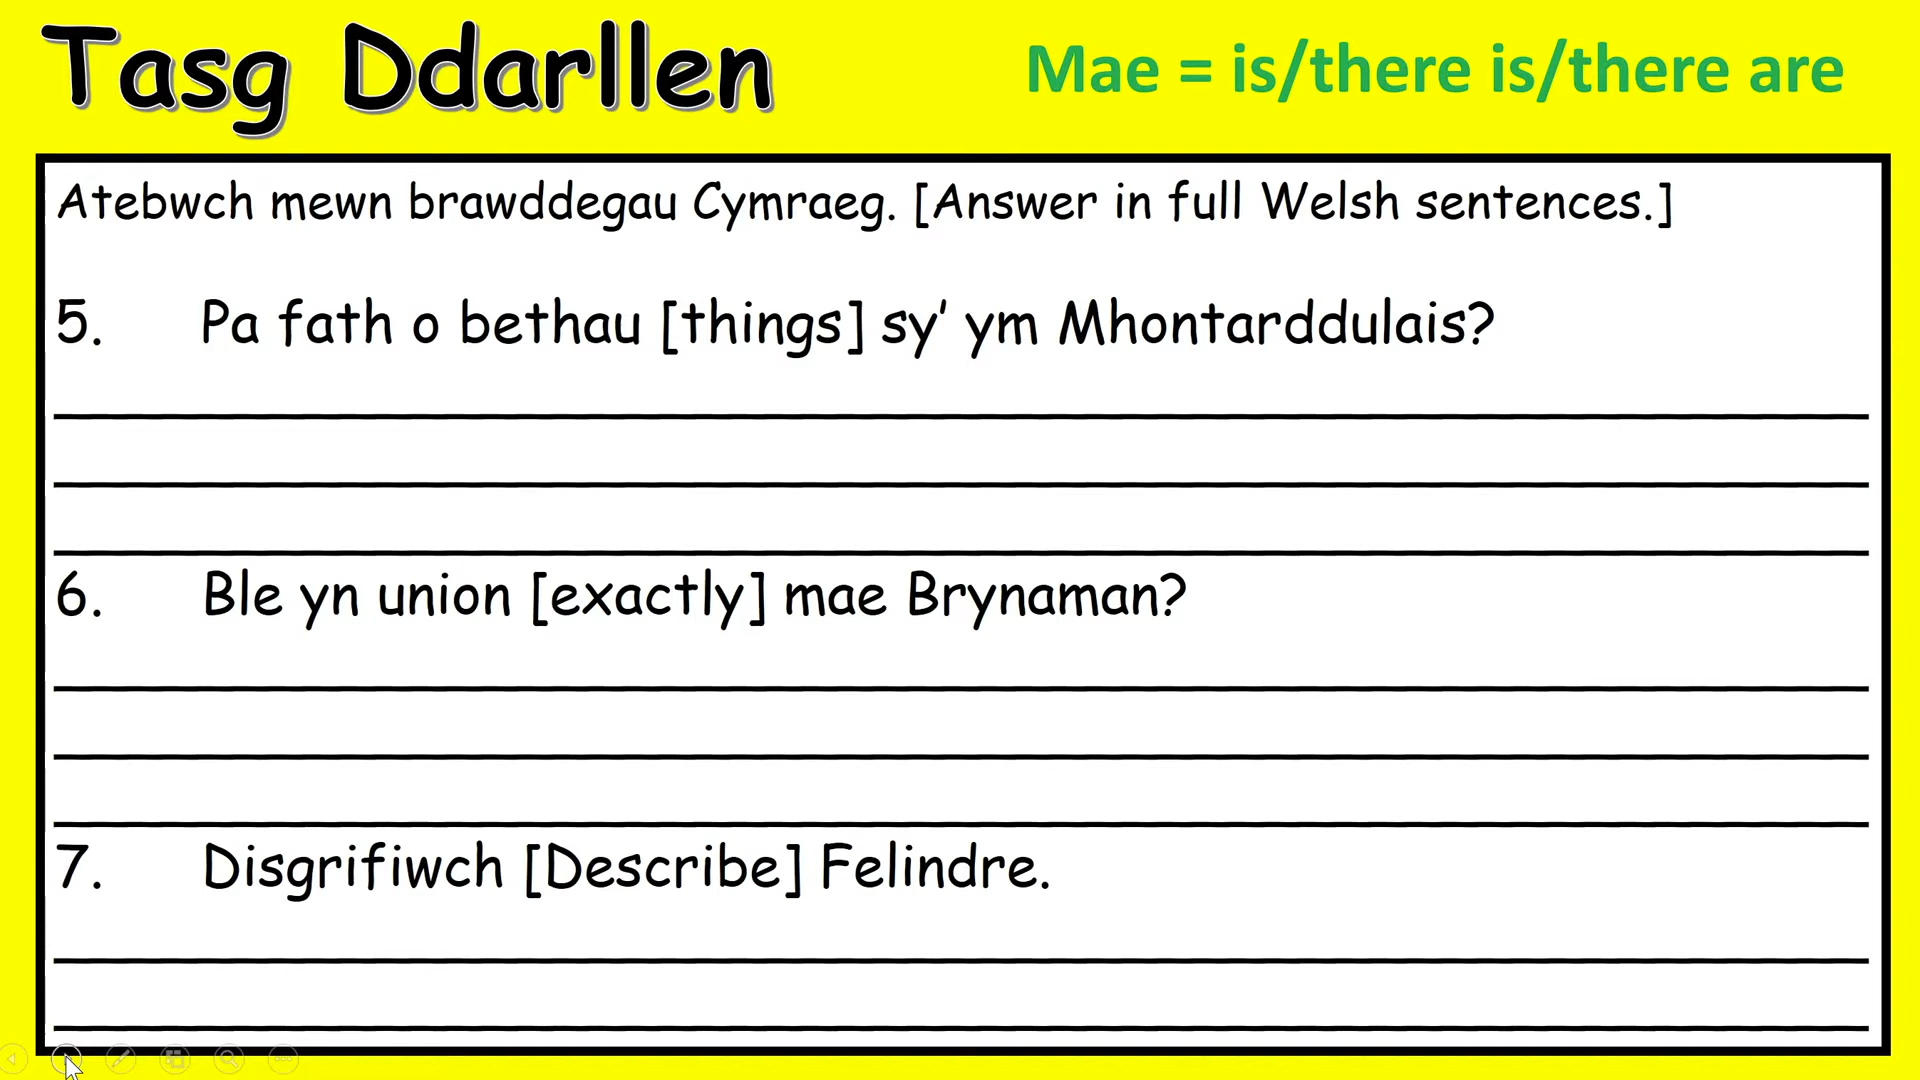 Tasg Ddarllen
Mae = is/there is/there are
Atebwch mewn brawddegau Cymraeg. [Answer in full Welsh sentences.]
5. Pa fath o bethau [things] sy’ ym Mhontarddulais?
6. Ble yn union [exactly] mae Brynaman?
7. Disgrifiwch [Describe] Felindre.